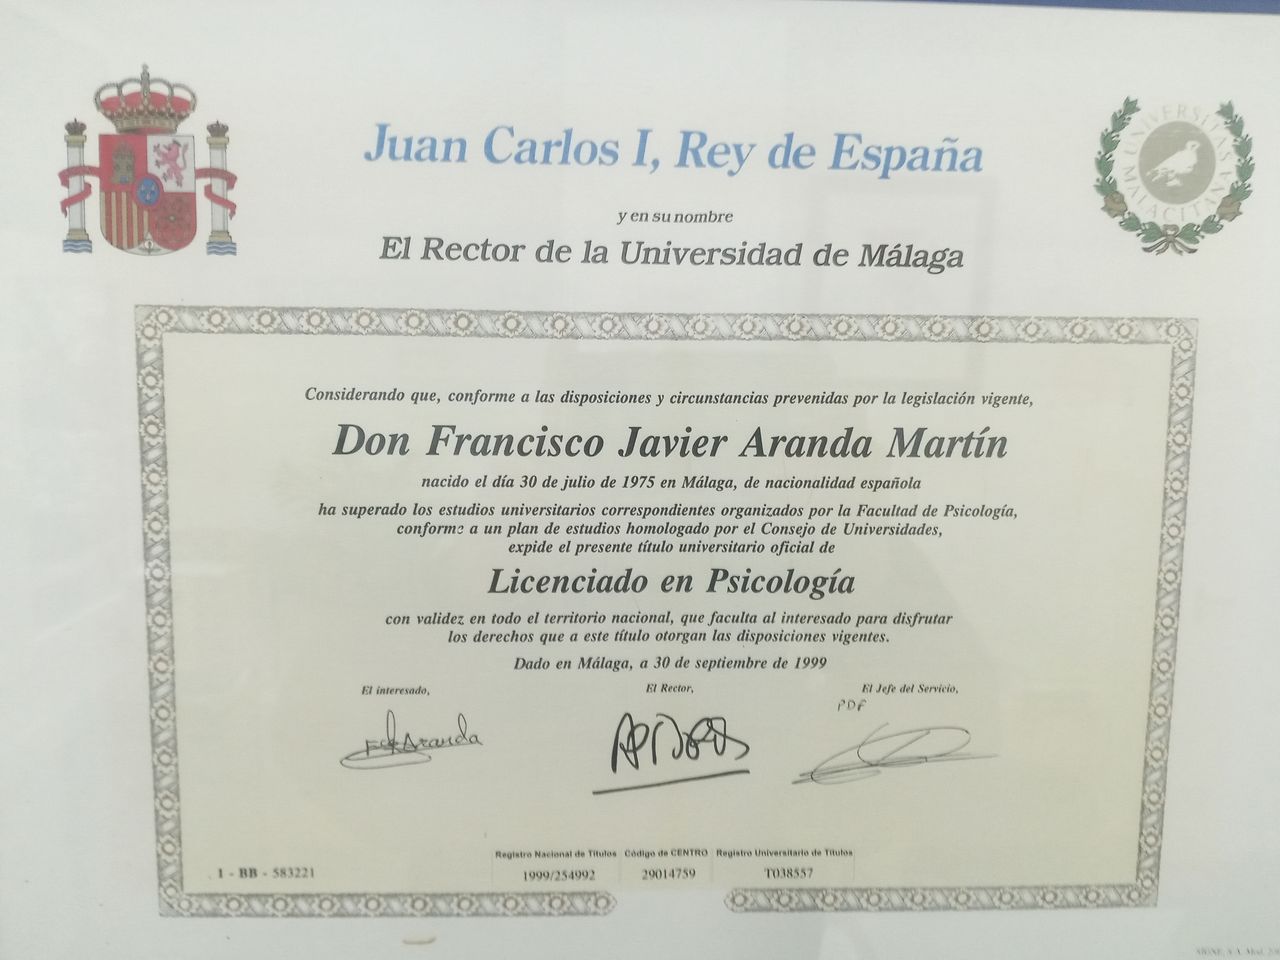 Juan Carlos I, Rey de España
UNIVERSITAS
MALACITANA
y en su nombre
El Rector de la Universidad de Málaga
Considerando que, conforme a las disposiciones y circunstancias prevenidas por la legislación vigente,
Don Francisco Javier Aranda Martín
nacido el día 30 de julio de 1975 en Málaga, de nacionalidad española
ha superado los estudios universitarios correspondientes organizados por la Facultad de Psicología,
conforme a un plan de estudios homologado por el Consejo de Universidades,
expide el presente título universitario oficial de
Licenciado en Psicología
con validez en todo el territorio nacional, que faculta al interesado para disfrutar
los derechos que a este título otorgan las disposiciones vigentes.
Dado en Málaga, a 30 de septiembre de 1999
El interesado, El Rector, El Jefe del Servicio,
PDF
Aranda
Registro Nacional de Títulos Código de CENTRO Registro Universitario de Títulos
1 - BB - 583221 1999/254992 29014759 T038557
SIGNE, S.A.